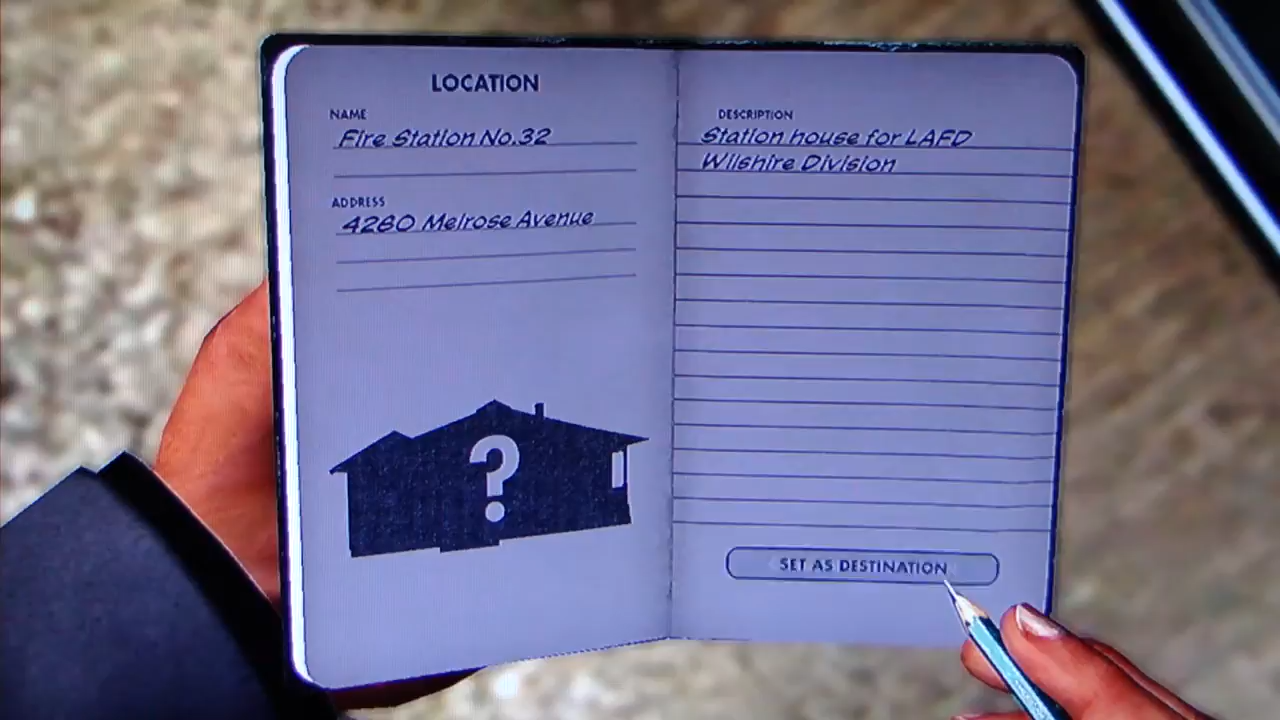 LOCATION
NAME
Fire Station No.32
ADDRESS
4260 Melrose Avenue
?
DESCRIPTION
Station house for LAFD
Wilshire Division
SET AS DESTINATION